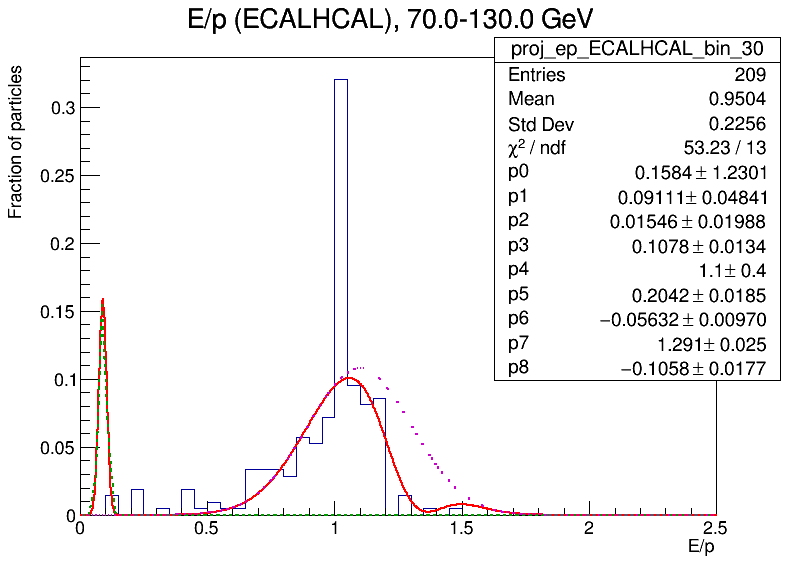 E/p (ECALHCAL), 70.0-130.0 GeV
proj_ep_ECALHCAL_bin_30
Entries 209
Mean 0.9504
Std Dev 0.2256
χ² / ndf 53.23 / 13
p0 0.1584 ± 1.2301
p1 0.09111 ± 0.04841
p2 0.01546 ± 0.01988
p3 0.1078 ± 0.0134
p4 1.1 ± 0.4
p5 0.2042 ± 0.0185
p6 −0.05632 ± 0.00970
p7 1.291 ± 0.025
p8 −0.1058 ± 0.0177
Fraction of particles
0.3
0.25
0.2
0.15
0.1
0.05
0
0 0.5 1 1.5 2 2.5
E/p